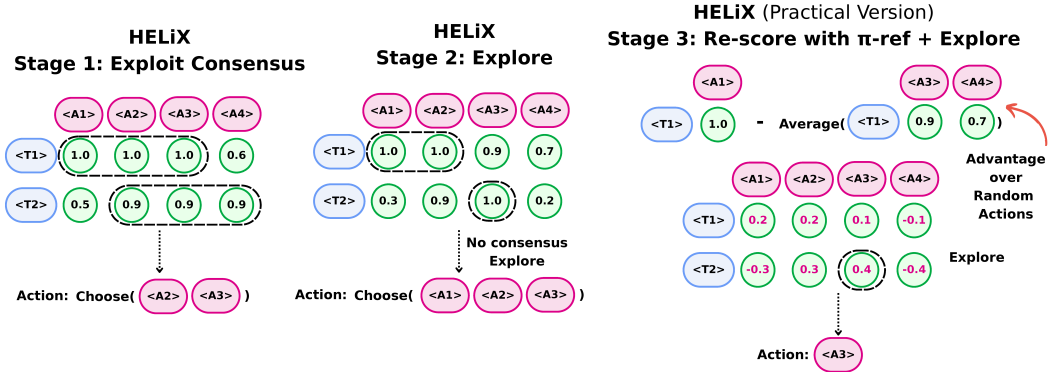 HELiX
Stage 1: Exploit Consensus
<A1> <A2> <A3> <A4>
<T1> 1.0 1.0 1.0 0.6
<T2> 0.5 0.9 0.9 0.9
Action: Choose( <A2> <A3> )
HELiX
Stage 2: Explore
<A1> <A2> <A3> <A4>
<T1> 1.0 1.0 0.9 0.7
<T2> 0.3 0.9 1.0 0.2
No consensus
Explore
Action: Choose( <A1> <A2> <A3> )
HELiX (Practical Version)
Stage 3: Re-score with π-ref + Explore
<A1> <A3> <A4>
<T1> 1.0 - Average( <T1> 0.9 0.7 )
Advantage
over
Random
Actions
<A1> <A2> <A3> <A4>
<T1> 0.2 0.2 0.1 -0.1
<T2> -0.3 0.3 0.4 -0.4
Explore
Action: <A3>